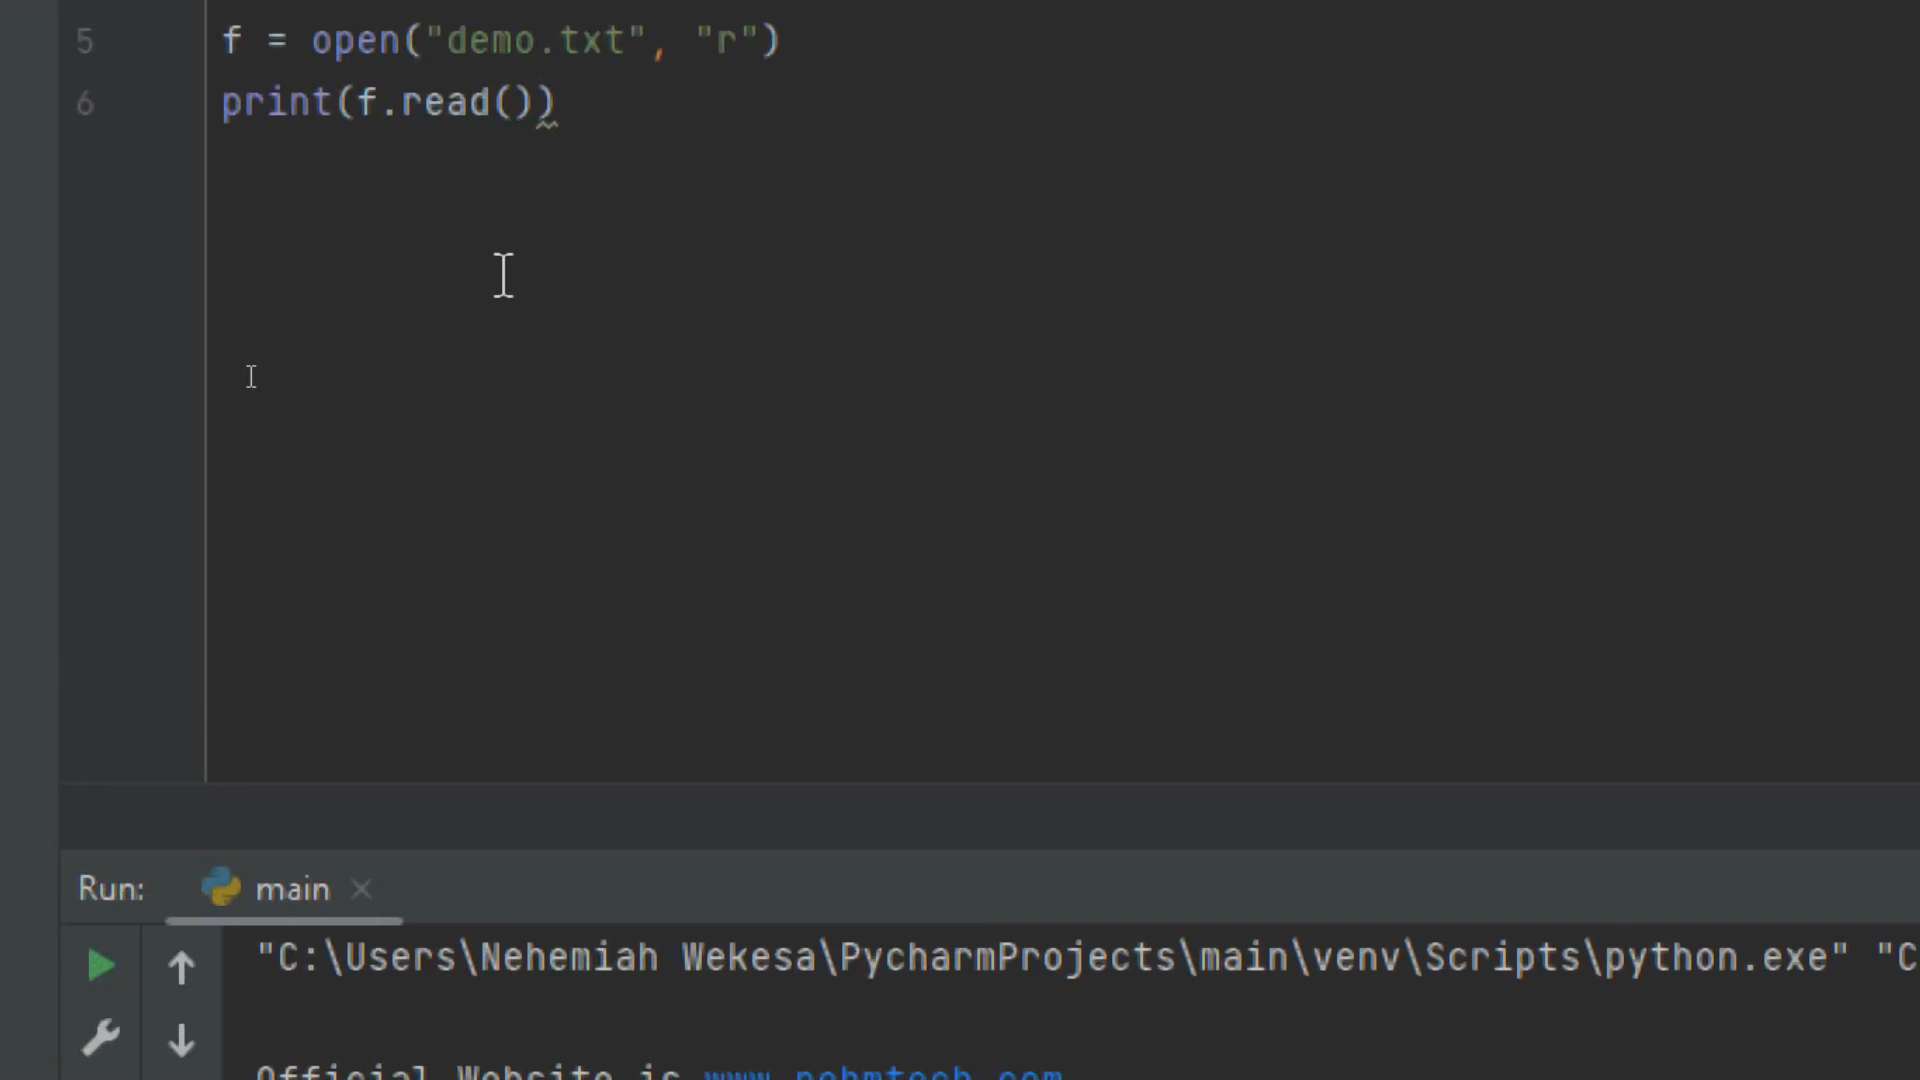 5 f = open("demo.txt", "r")
6 print(f.read())
Run: main
"C:\Users\Nehemiah Wekesa\PycharmProjects\main\venv\Scripts\python.exe" "C
Official Website is www.nehmtech.com